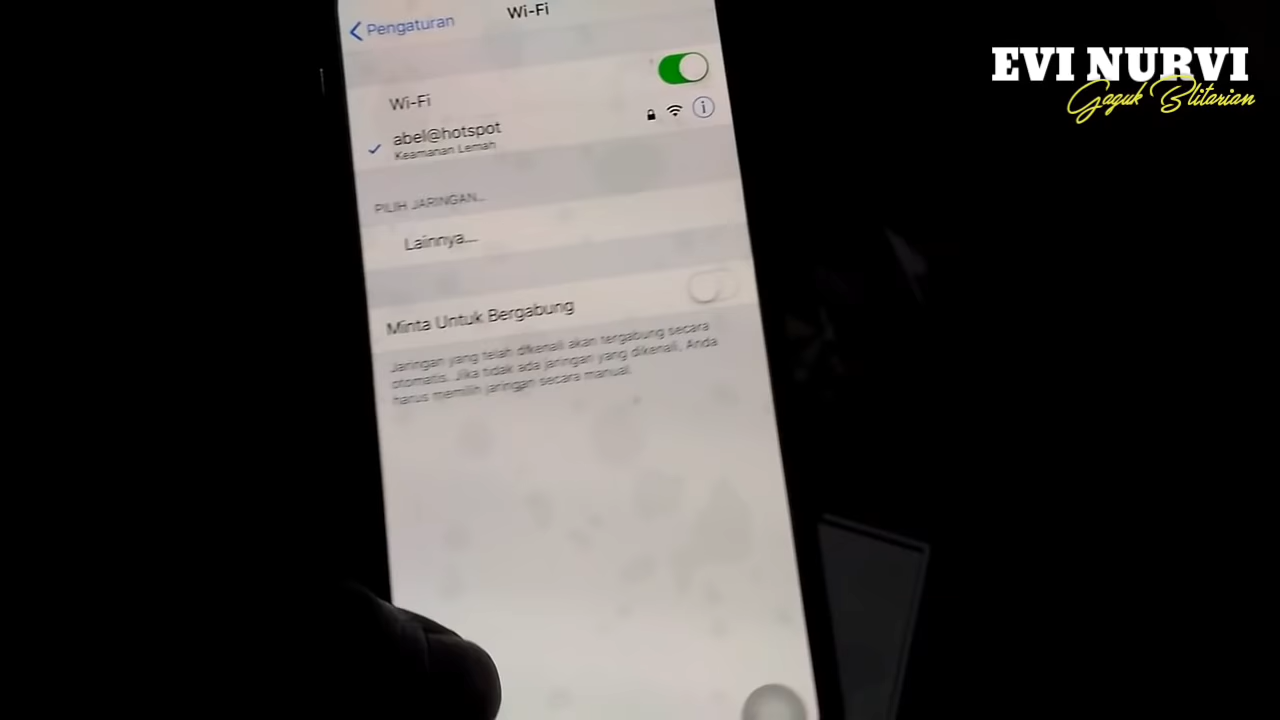 Wi-Fi
Pengaturan
EVI NURVI
Gaguk Blitarian
Wi-Fi
abel@hotspot
Keamanan Lemah
PILIH JARINGAN...
Lainnya...
Minta Untuk Bergabung
Jaringan yang telah dikenali akan tergabung secara
otomatis. Jika tidak ada jaringan yang dikenali, Anda
harus memilih jaringan secara manual.